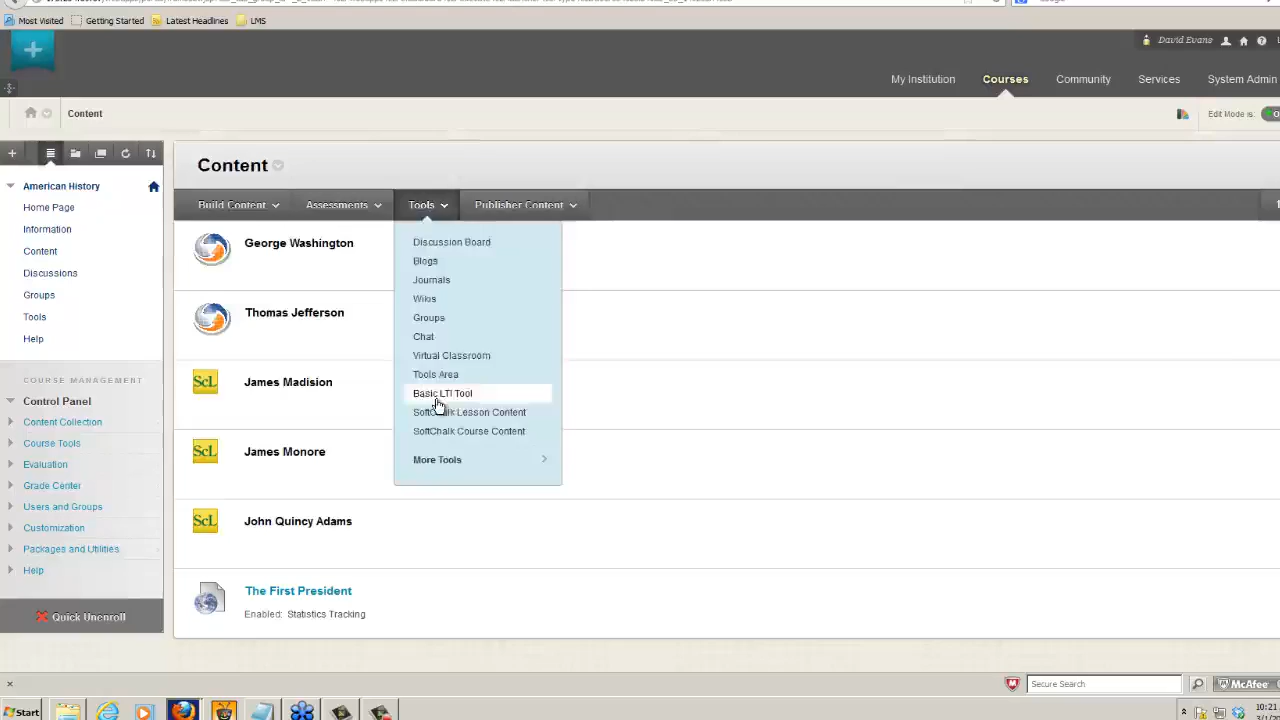 Most Visited Getting Started Latest Headlines LMS
David Evans
My Institution Courses Community Services System Admin
Content
Edit Mode is:
Content
Build Content Assessments Tools Publisher Content
American History
Home Page
Information
Content
Discussions
Groups
Tools
Help
COURSE MANAGEMENT
Control Panel
Content Collection
Course Tools
Evaluation
Grade Center
Users and Groups
Customization
Packages and Utilities
Help
Quick Unenroll
George Washington
Thomas Jefferson
ScL James Madision
ScL James Monore
ScL John Quincy Adams
The First President
Enabled: Statistics Tracking
Discussion Board
Blogs
Journals
Wikis
Groups
Chat
Virtual Classroom
Tools Area
Basic LTI Tool
SoftChalk Lesson Content
SoftChalk Course Content
More Tools
Secure Search McAfee
Start
10:21